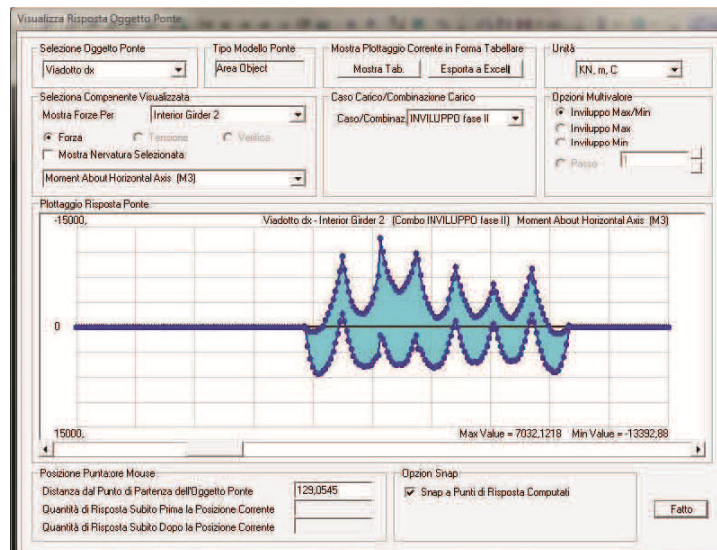 Visualizza Risposta Oggetto Ponte
Selezione Oggetto Ponte
Viadotto dx
Tipo Modello Ponte
Area Object
Mostra Plottaggio Corrente in Forma Tabellare
Mostra Tab.
Esporta a Excell
Unità
KN, m, C
Seleziona Componente Visualizzata
Mostra Forze Per
Interior Girder 2
Forza
Tensione
Verifica
Mostra Nervatura Selezionata
Moment About Horizontal Axis (M3)
Caso Carico/Combinazione Carico
Caso/Combinaz.
INVILUPPO fase II
Opzioni Multivalore
Inviluppo Max/Min
Inviluppo Max
Inviluppo Min
Passo
1
Plottaggio Risposta Ponte
-15000,
Viadotto dx - Interior Girder 2 (Combo INVILUPPO fase II) Moment About Horizontal Axis (M3)
0
15000,
Max Value = 7032,1218 Min Value = -13392,88
Posizione Puntatore Mouse
Distanza dal Punto di Partenza dell'Oggetto Ponte
129,0545
Quantità di Risposta Subito Prima la Posizione Corrente
Quantità di Risposta Subito Dopo la Posizione Corrente
Opzion Snap
Snap a Punti di Risposta Computati
Fatto